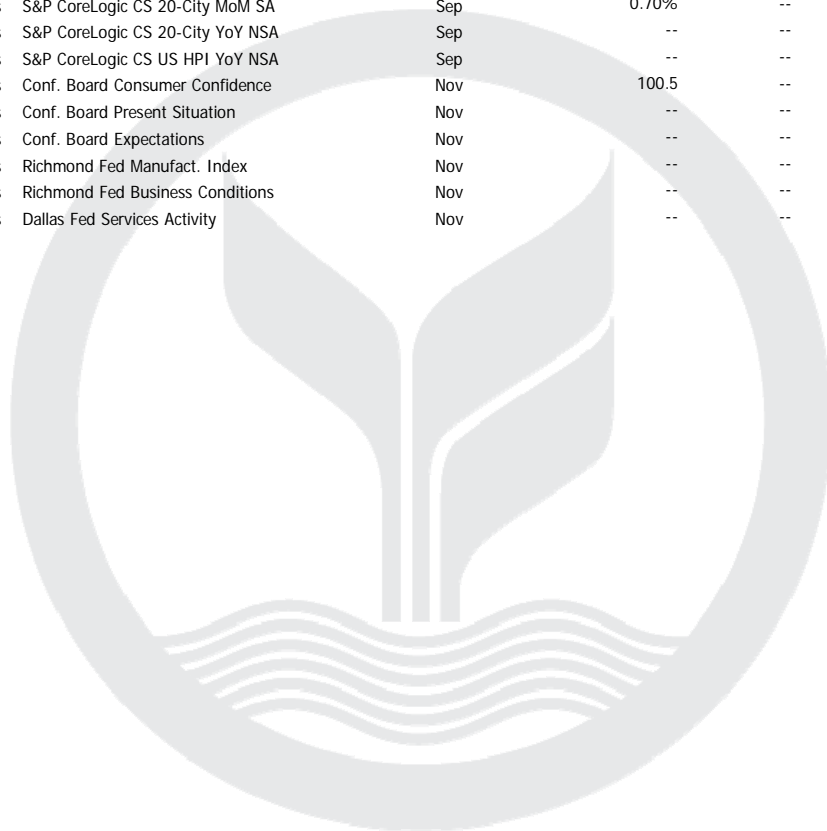 s S&P CoreLogic CS 20-City MoM SA Sep 0.70% --
s S&P CoreLogic CS 20-City YoY NSA Sep -- --
s S&P CoreLogic CS US HPI YoY NSA Sep -- --
s Conf. Board Consumer Confidence Nov 100.5 --
s Conf. Board Present Situation Nov -- --
s Conf. Board Expectations Nov -- --
s Richmond Fed Manufact. Index Nov -- --
s Richmond Fed Business Conditions Nov -- --
s Dallas Fed Services Activity Nov -- --